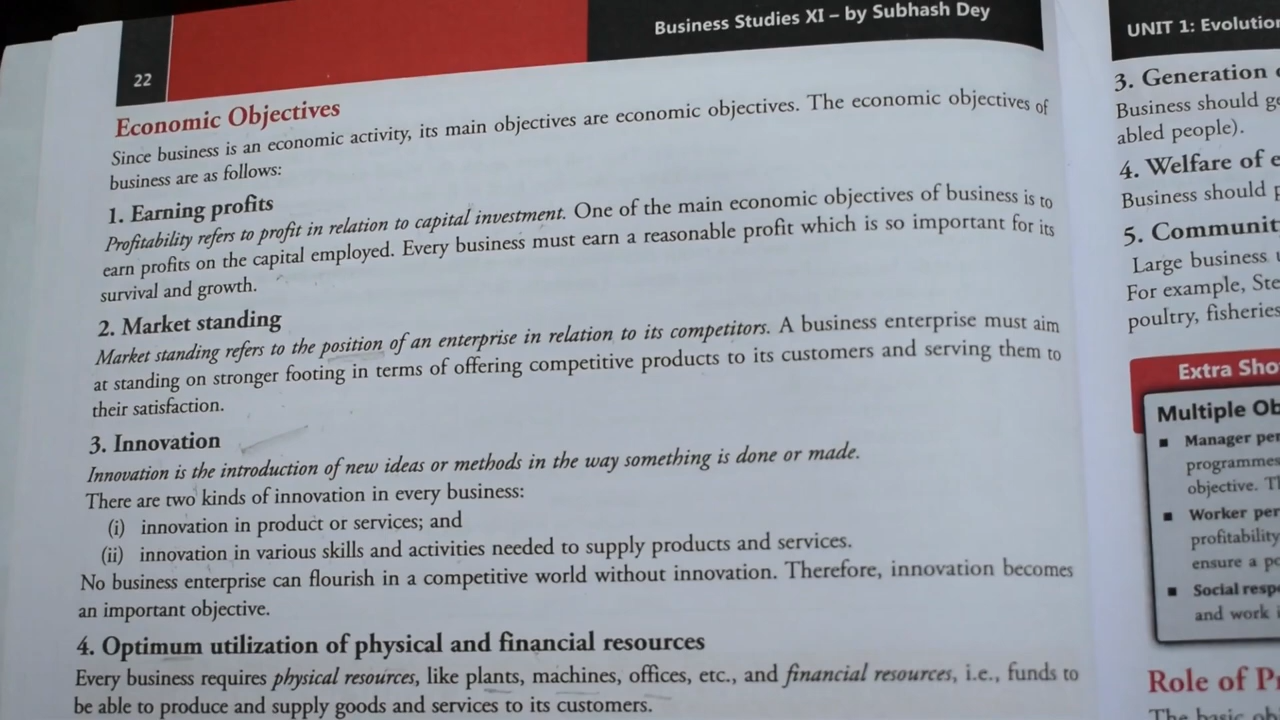 Business Studies XI – by Subhash Dey
22
Economic Objectives
Since business is an economic activity, its main objectives are economic objectives. The economic objectives of
business are as follows:
1. Earning profits
Profitability refers to profit in relation to capital investment. One of the main economic objectives of business is to
earn profits on the capital employed. Every business must earn a reasonable profit which is so important for its
survival and growth.
2. Market standing
Market standing refers to the position of an enterprise in relation to its competitors. A business enterprise must aim
at standing on stronger footing in terms of offering competitive products to its customers and serving them to
their satisfaction.
3. Innovation
Innovation is the introduction of new ideas or methods in the way something is done or made.
There are two kinds of innovation in every business:
(i) innovation in product or services; and
(ii) innovation in various skills and activities needed to supply products and services.
No business enterprise can flourish in a competitive world without innovation. Therefore, innovation becomes
an important objective.
4. Optimum utilization of physical and financial resources
Every business requires physical resources, like plants, machines, offices, etc., and financial resources, i.e., funds to
be able to produce and supply goods and services to its customers.
UNIT 1:
3. Generation
Business should
abled people).
4. Welfare of
Business should
5.
Large business
For example,
poultry, fisheries
Extra
Multiple
■ Manager
programmes
objective.
■ Worker
profitability
ensure a
■ Social
and work
Role of
The basic